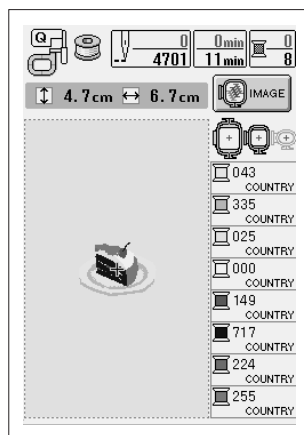 Q 0 0min 0
4701 11min 8
4.7cm 6.7cm IMAGE
043
COUNTRY
335
COUNTRY
025
COUNTRY
000
COUNTRY
149
COUNTRY
717
COUNTRY
224
COUNTRY
255
COUNTRY